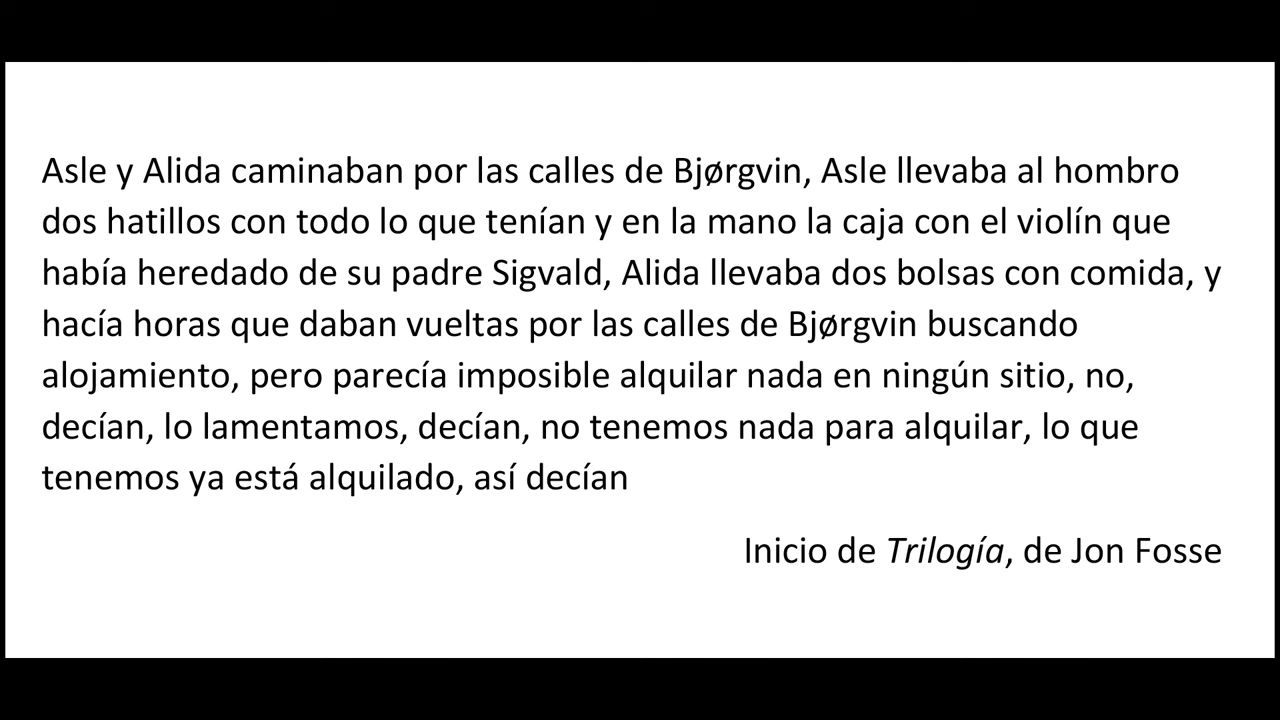 Asle y Alida caminaban por las calles de Bjørgvin, Asle llevaba al hombro
dos hatillos con todo lo que tenían y en la mano la caja con el violín que
había heredado de su padre Sigvald, Alida llevaba dos bolsas con comida, y
hacía horas que daban vueltas por las calles de Bjørgvin buscando
alojamiento, pero parecía imposible alquilar nada en ningún sitio, no,
decían, lo lamentamos, decían, no tenemos nada para alquilar, lo que
tenemos ya está alquilado, así decían
Inicio de Trilogía, de Jon Fosse